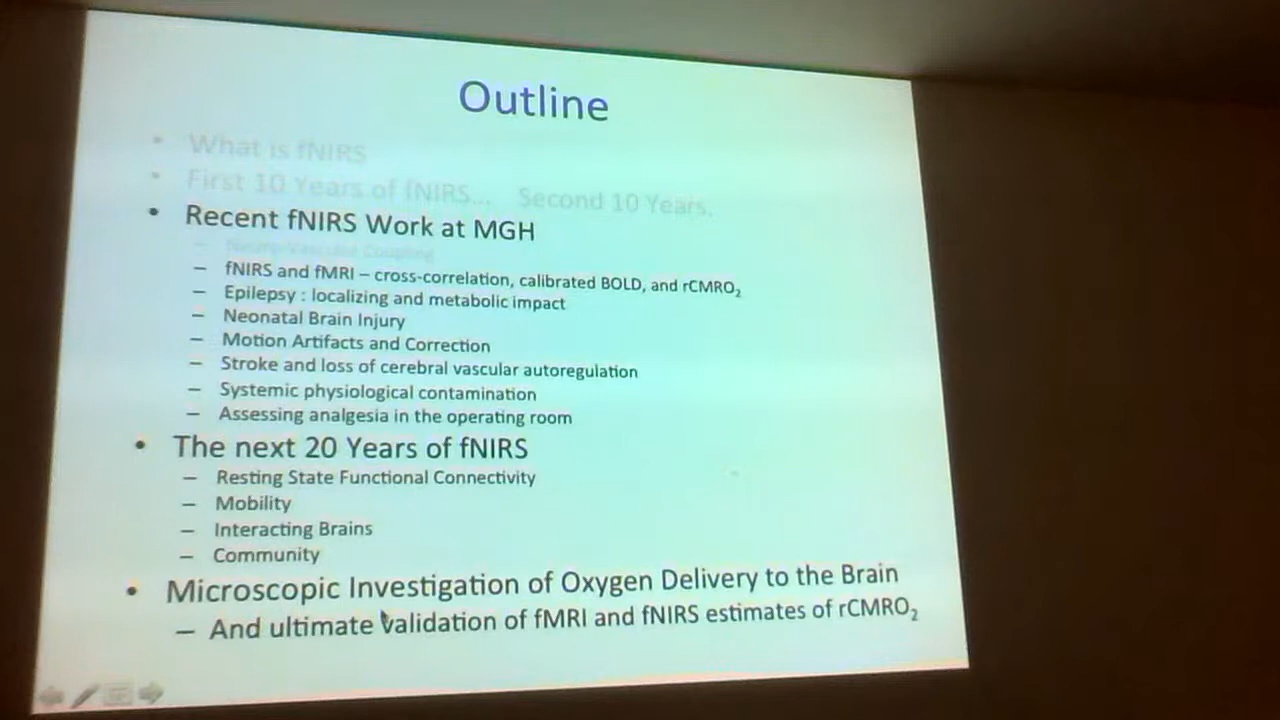 Outline
• What is fNIRS
• First 10 Years of fNIRS... Second 10 Years.
• Recent fNIRS Work at MGH
– Neuro-Vascular Coupling
– fNIRS and fMRI – cross-correlation, calibrated BOLD, and rCMRO₂
– Epilepsy : localizing and metabolic impact
– Neonatal Brain Injury
– Motion Artifacts and Correction
– Stroke and loss of cerebral vascular autoregulation
– Systemic physiological contamination
– Assessing analgesia in the operating room
• The next 20 Years of fNIRS
– Resting State Functional Connectivity
– Mobility
– Interacting Brains
– Community
• Microscopic Investigation of Oxygen Delivery to the Brain
– And ultimate validation of fMRI and fNIRS estimates of rCMRO₂